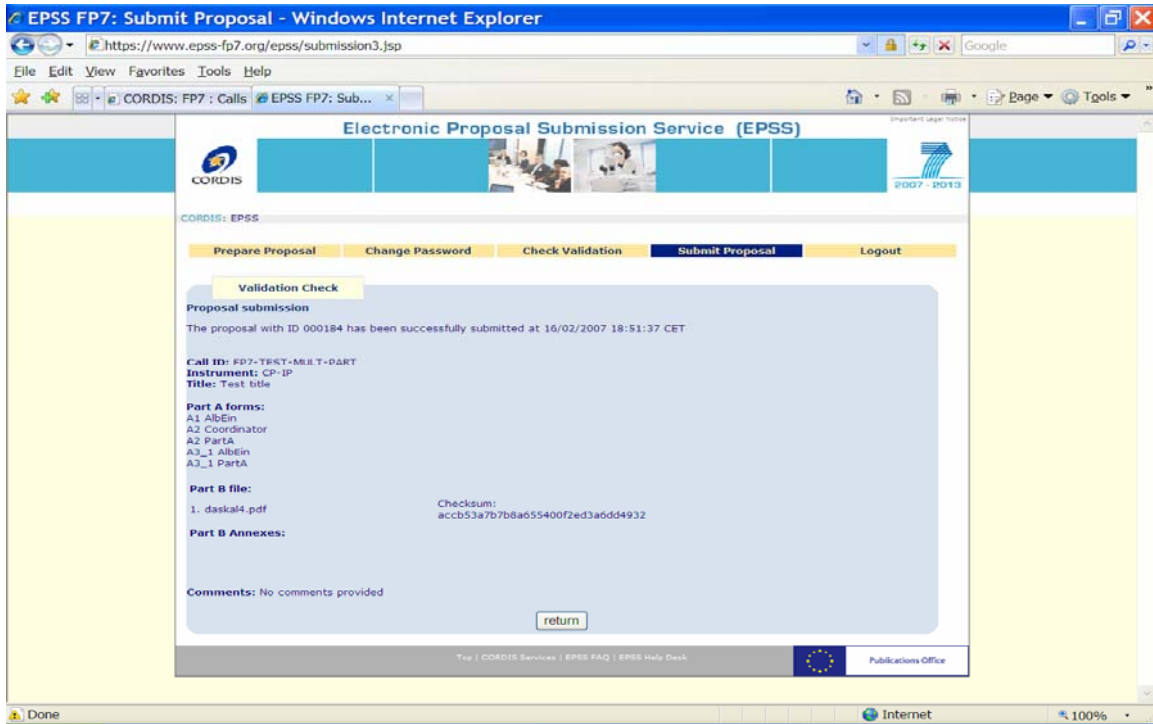 EPSS FP7: Submit Proposal - Windows Internet Explorer
https://www.epss-fp7.org/epss/submission3.jsp
Google
File Edit View Favorites Tools Help
CORDIS: FP7 : Calls
EPSS FP7: Sub...
Page
Tools
Electronic Proposal Submission Service (EPSS)
Important Legal Notice
CORDIS
7
2007 - 2013
CORDIS: EPSS
Prepare Proposal
Change Password
Check Validation
Submit Proposal
Logout
Validation Check
Proposal submission
The proposal with ID 000184 has been successfully submitted at 16/02/2007 18:51:37 CET
Call ID: FP7-TEST-MULT-PART
Instrument: CP-IP
Title: Test title
Part A forms:
A1 AlbEin
A2 Coordinator
A2 PartA
A3_1 AlbEin
A3_1 PartA
Part B file:
1. daskal4.pdf
Checksum:
accb53a7b7b8a655400f2ed3a6dd4932
Part B Annexes:
Comments: No comments provided
return
Top | CORDIS Services | EPSS FAQ | EPSS Help Desk
Publications Office
Done
Internet
100%